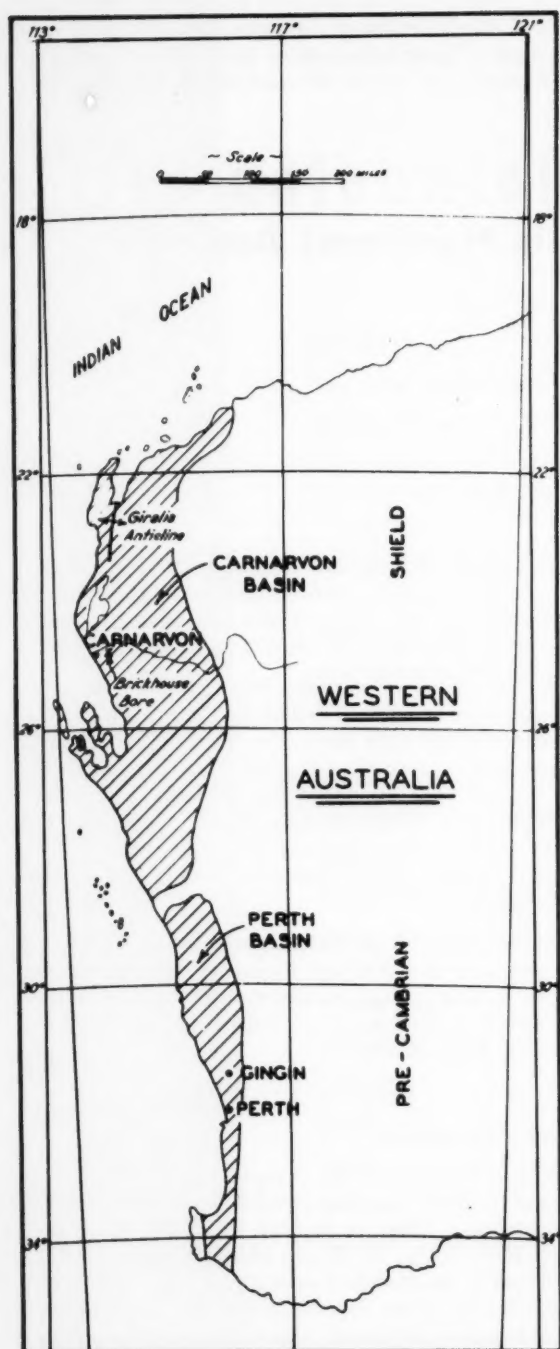 113° 117° 121°
~ Scale ~
0 50 100 150 200 MILES
18° 18°
INDIAN OCEAN
22° 22°
Giralia
Anticline
SHIELD
CARNARVON
BASIN
CARNARVON
Brickhouse
Bore
WESTERN
26° 26°
AUSTRALIA
PERTH
BASIN
PRE-CAMBRIAN
30° 30°
GINGIN
PERTH
34° 34°